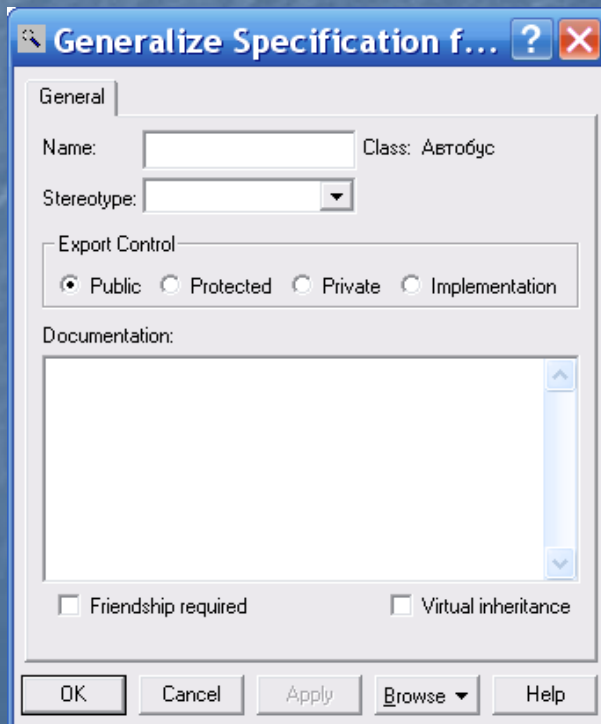 Generalize Specification f...
General
Name:
Class: Автобус
Stereotype:
Export Control
Public Protected Private Implementation
Documentation:
Friendship required Virtual inheritance
OK Cancel Apply Browse Help